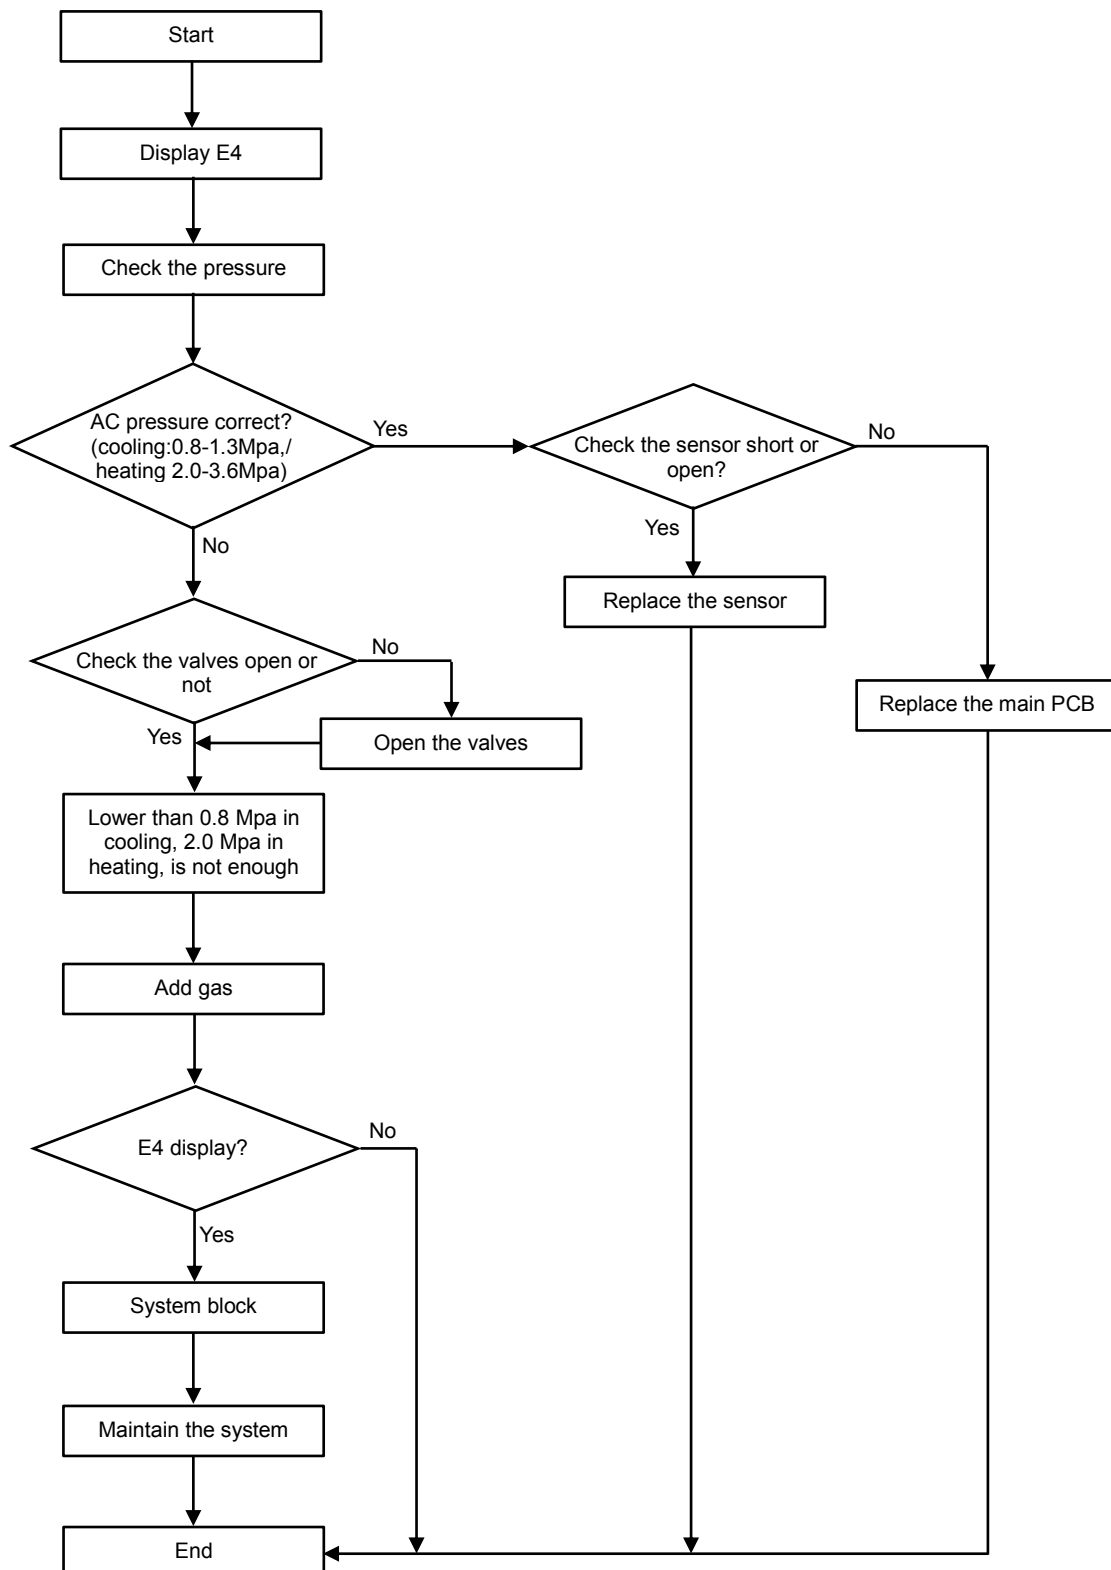 Start
Display E4
Check the pressure
AC pressure correct?
(cooling:0.8-1.3Mpa,/
heating 2.0-3.6Mpa)
Yes
No
Check the sensor short or
open?
No
Yes
Replace the sensor
Replace the main PCB
Check the valves open or
not
No
Yes
Open the valves
Lower than 0.8 Mpa in
cooling, 2.0 Mpa in
heating, is not enough
Add gas
E4 display?
No
Yes
System block
Maintain the system
End